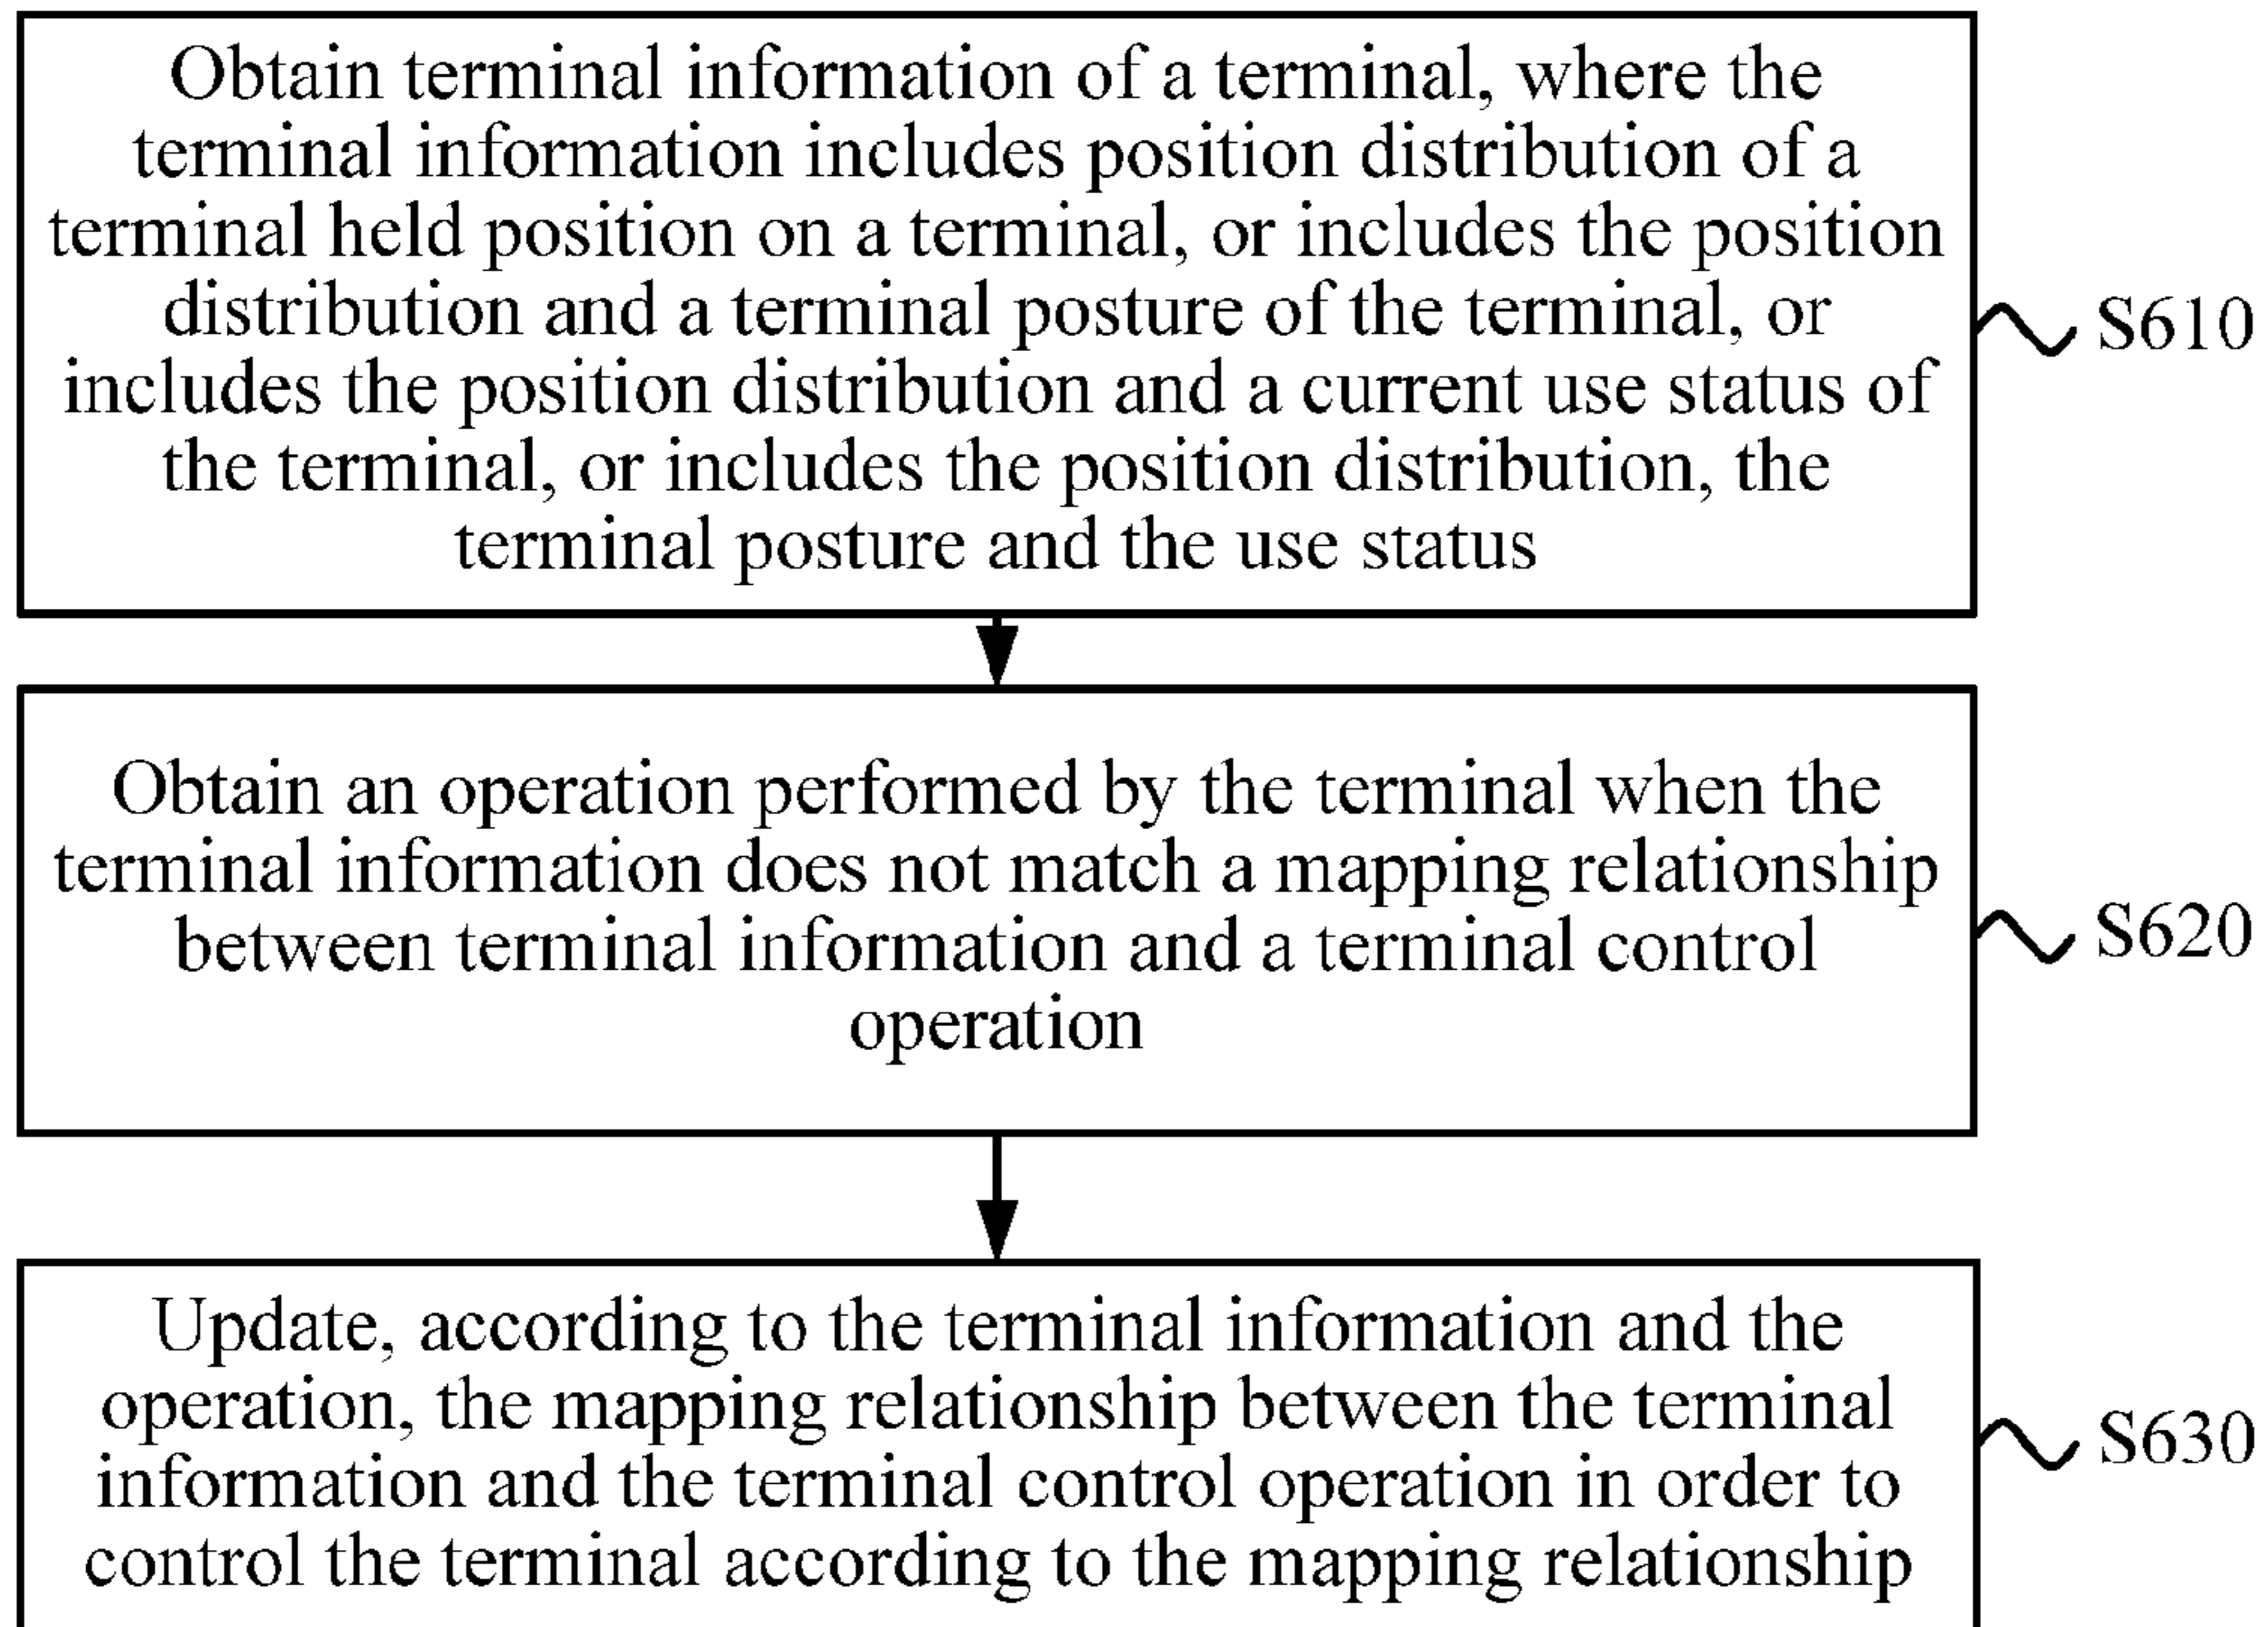 Obtain terminal information of a terminal, where the
terminal information includes position distribution of a
terminal held position on a terminal, or includes the position
distribution and a terminal posture of the terminal, or
includes the position distribution and a current use status of
the terminal, or includes the position distribution, the
terminal posture and the use status
S610
Obtain an operation performed by the terminal when the
terminal information does not match a mapping relationship
between terminal information and a terminal control
operation
S620
Update, according to the terminal information and the
operation, the mapping relationship between the terminal
information and the terminal control operation in order to
control the terminal according to the mapping relationship
S630